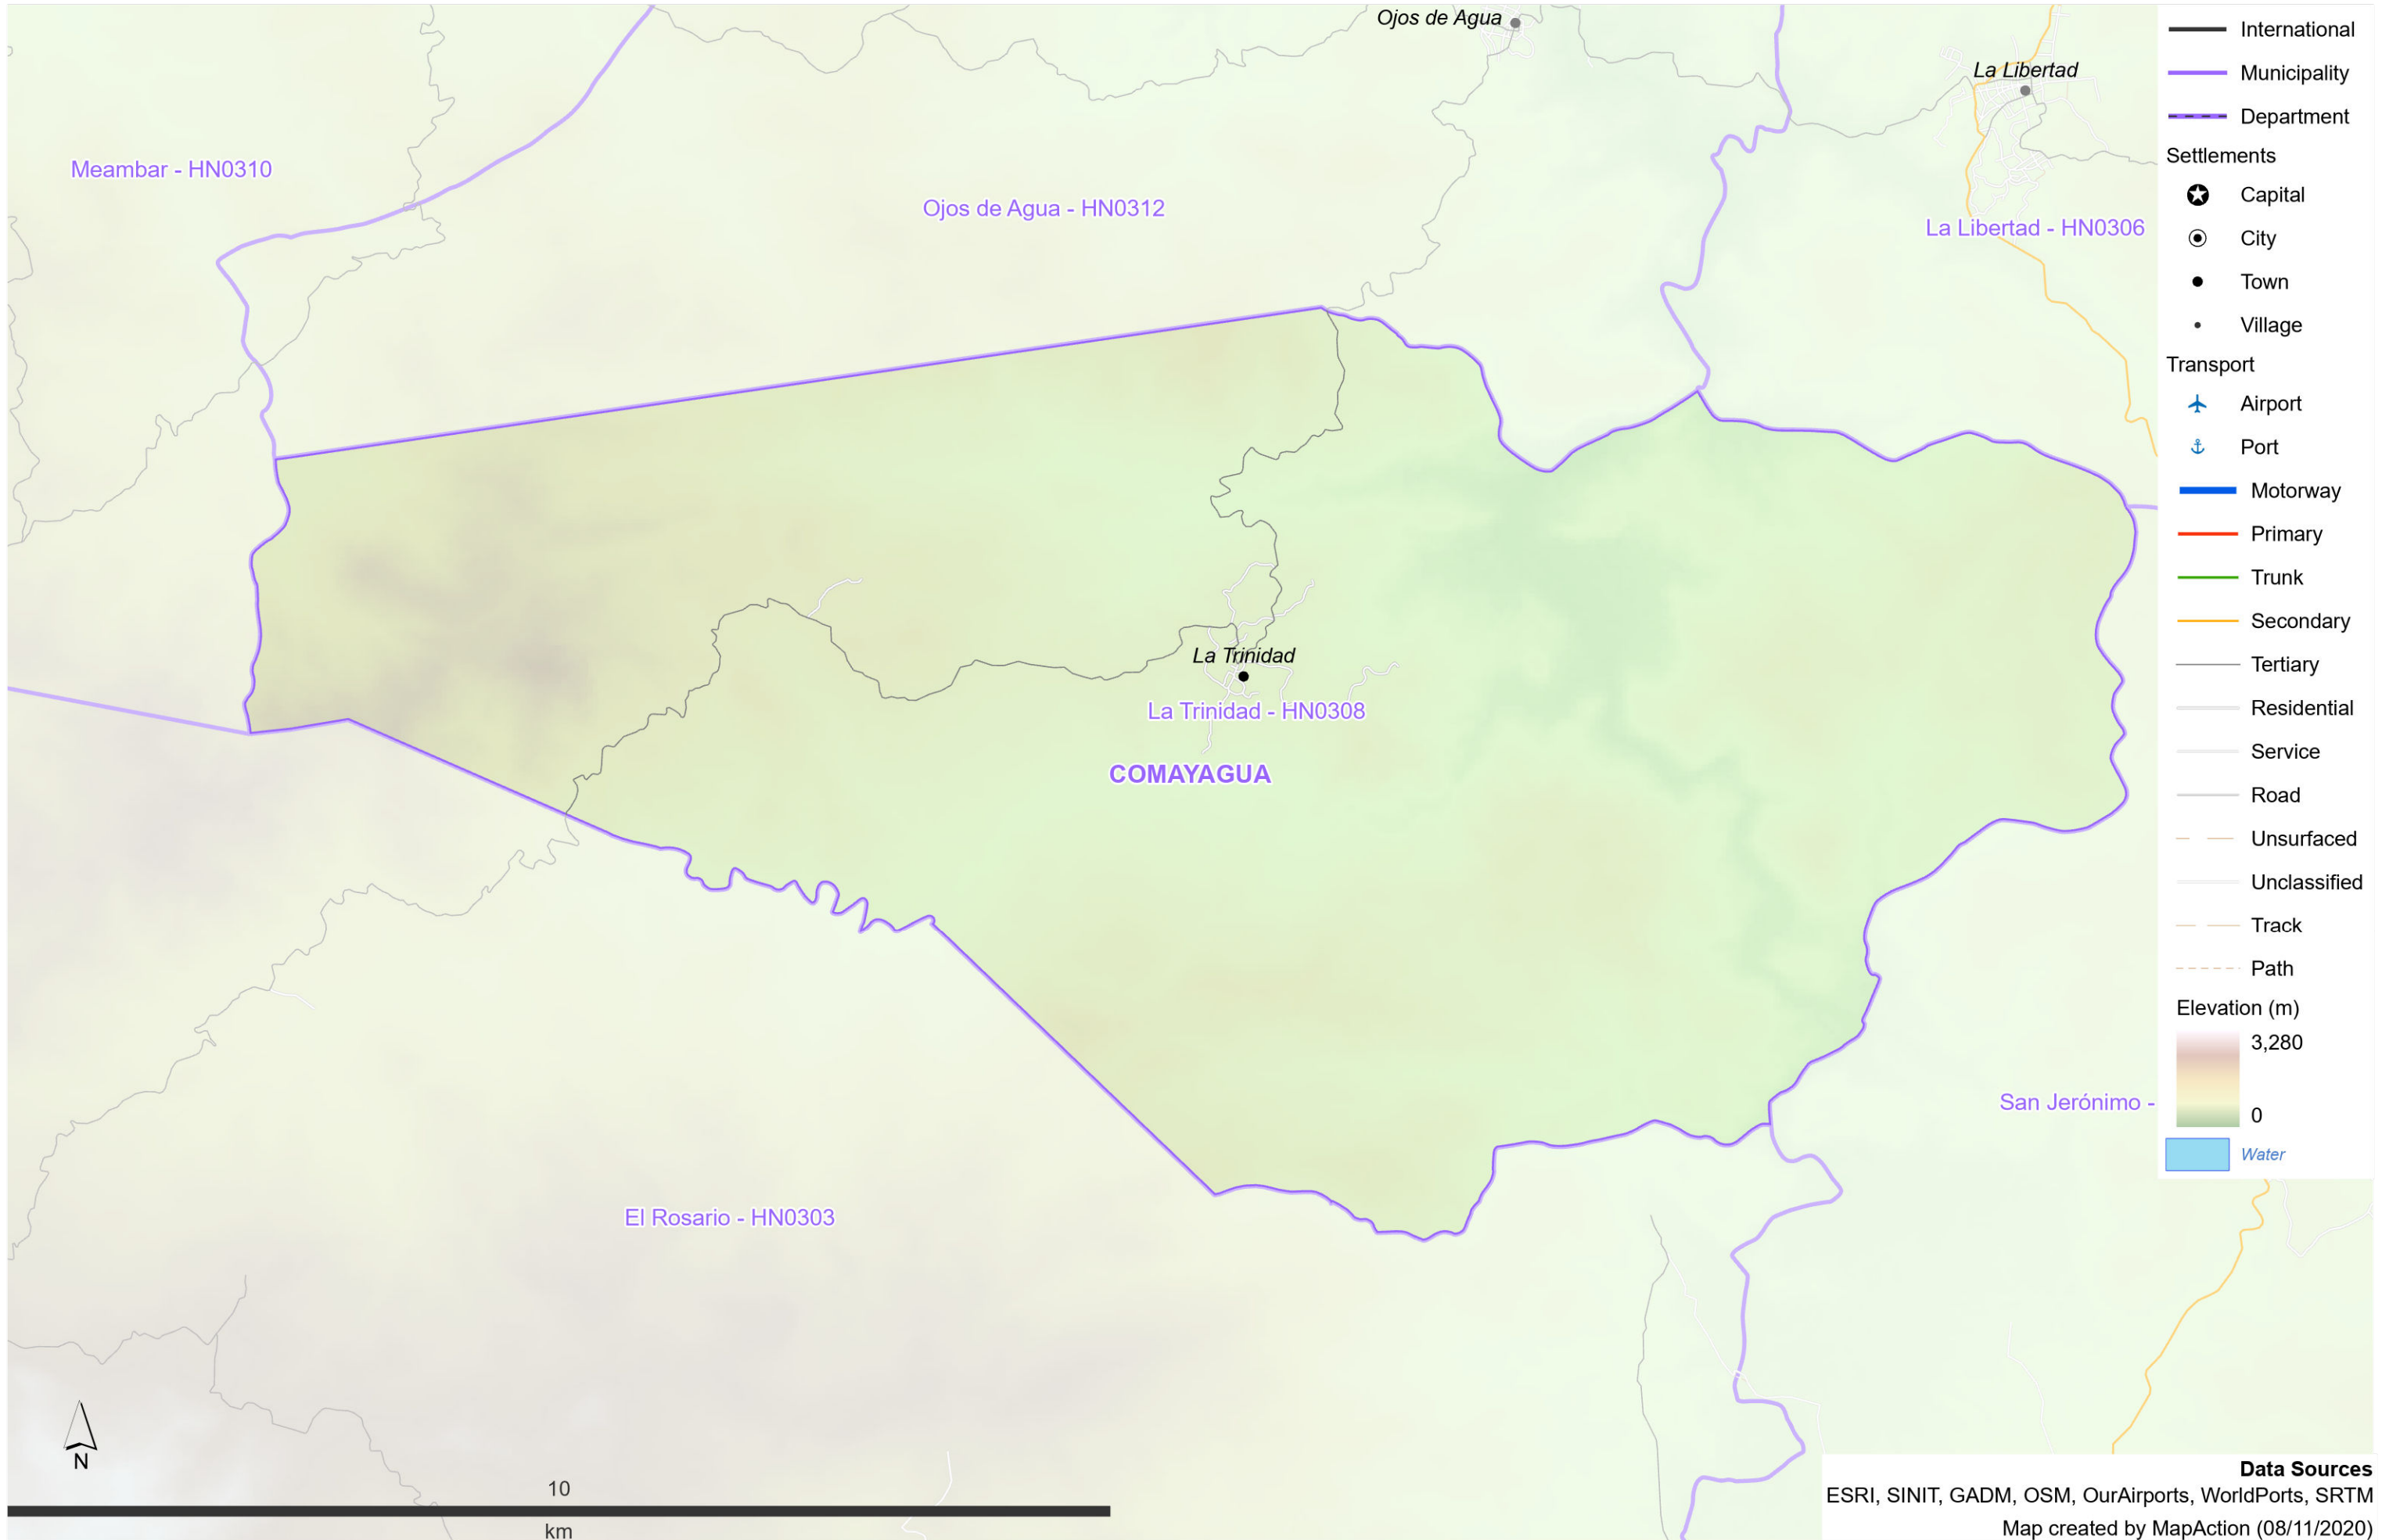 Ojos de Agua
La Libertad
Meambar - HN0310
Ojos de Agua - HN0312
La Libertad - HN0306
La Trinidad
La Trinidad - HN0308
COMAYAGUA
San Jerónimo -
El Rosario - HN0303
N
10
km
International
Municipality
Department
Settlements
Capital
City
Town
Village
Transport
Airport
Port
Motorway
Primary
Trunk
Secondary
Tertiary
Residential
Service
Road
Unsurfaced
Unclassified
Track
Path
Elevation (m)
3,280
0
Water
Data Sources
ESRI, SINIT, GADM, OSM, OurAirports, WorldPorts, SRTM
Map created by MapAction (08/11/2020)